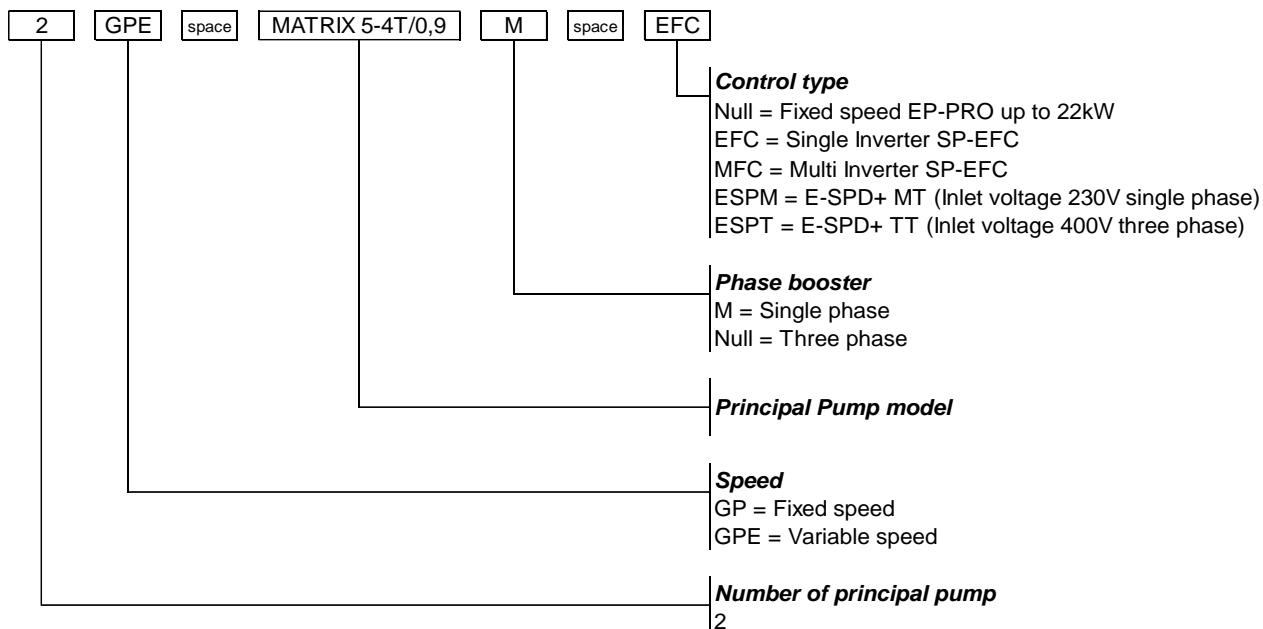 2 GPE space MATRIX 5-4T/0,9 M space EFC
Control type
Null = Fixed speed EP-PRO up to 22kW
EFC = Single Inverter SP-EFC
MFC = Multi Inverter SP-EFC
ESPM = E-SPD+ MT (Inlet voltage 230V single phase)
ESPT = E-SPD+ TT (Inlet voltage 400V three phase)
Phase booster
M = Single phase
Null = Three phase
Principal Pump model
Speed
GP = Fixed speed
GPE = Variable speed
Number of principal pump
2